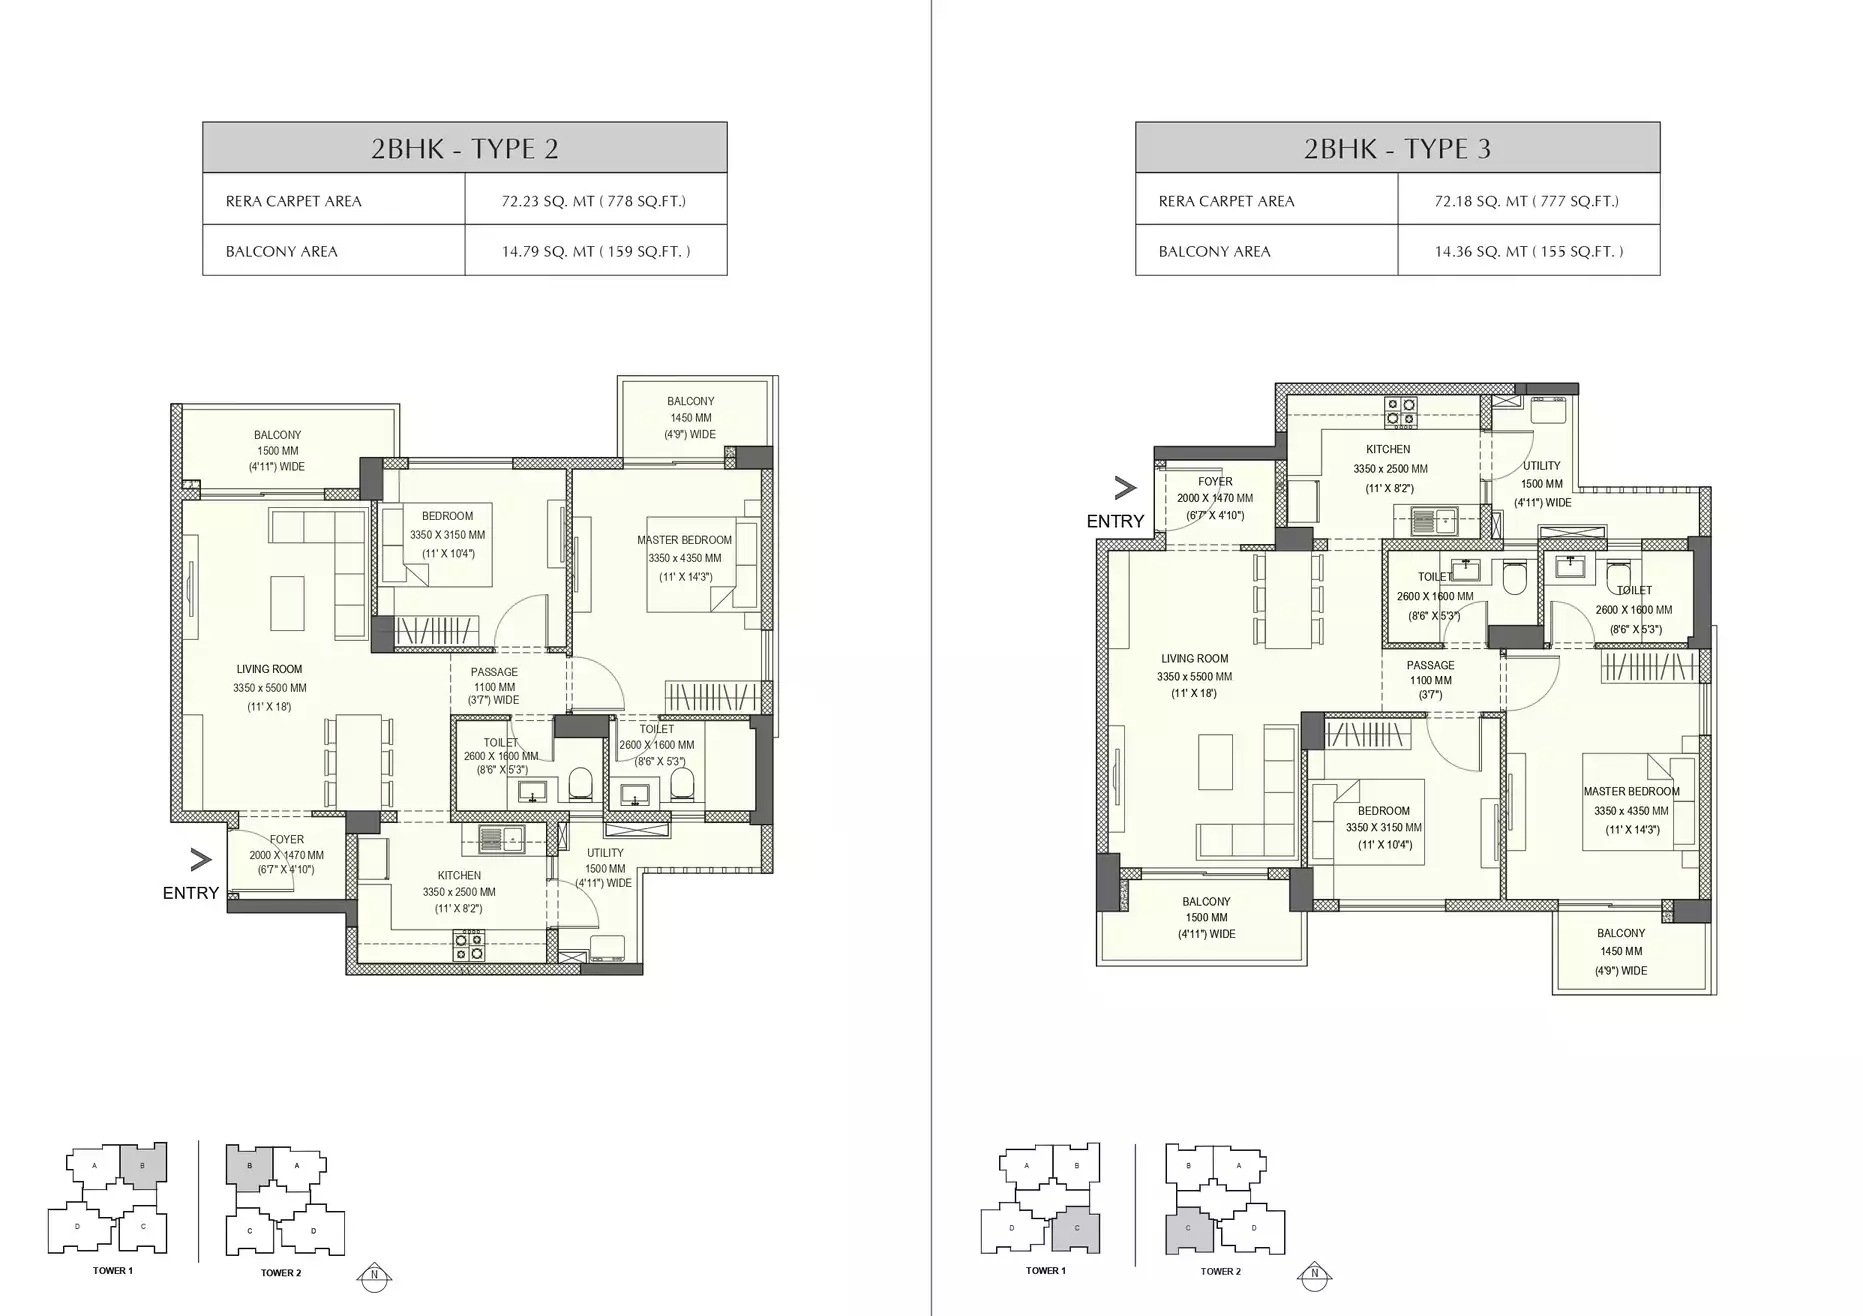 2BHK - TYPE 2
RERA CARPET AREA 72.23 SQ. MT ( 778 SQ.FT.)
BALCONY AREA 14.79 SQ. MT ( 159 SQ.FT. )
BALCONY
1450 MM
(4'9") WIDE
BALCONY
1500 MM
(4'11") WIDE
BEDROOM
3350 X 3150 MM
(11' X 10'4")
MASTER BEDROOM
3350 x 4350 MM
(11' X 14'3")
LIVING ROOM
3350 x 5500 MM
(11' X 18')
PASSAGE
1100 MM
(3'7") WIDE
TOILET
2600 X 1600 MM
(8'6" X 5'3")
TOILET
2600 X 1600 MM
(8'6" X 5'3")
FOYER
2000 X 1470 MM
(6'7" X 4'10")
ENTRY
KITCHEN
3350 x 2500 MM
(11' X 8'2")
UTILITY
1500 MM
(4'11") WIDE
A B
D C
TOWER 1
B A
C D
TOWER 2
N
2BHK - TYPE 3
RERA CARPET AREA 72.18 SQ. MT ( 777 SQ.FT.)
BALCONY AREA 14.36 SQ. MT ( 155 SQ.FT. )
KITCHEN
3350 x 2500 MM
(11' X 8'2")
UTILITY
1500 MM
(4'11") WIDE
FOYER
2000 X 1470 MM
(6'7" X 4'10")
ENTRY
TOILET
2600 X 1600 MM
(8'6" X 5'3")
TOILET
2600 X 1600 MM
(8'6" X 5'3")
LIVING ROOM
3350 x 5500 MM
(11' X 18')
PASSAGE
1100 MM
(3'7")
BEDROOM
3350 X 3150 MM
(11' X 10'4")
MASTER BEDROOM
3350 x 4350 MM
(11' X 14'3")
BALCONY
1500 MM
(4'11") WIDE
BALCONY
1450 MM
(4'9") WIDE
A B
D C
TOWER 1
B A
C D
TOWER 2
N